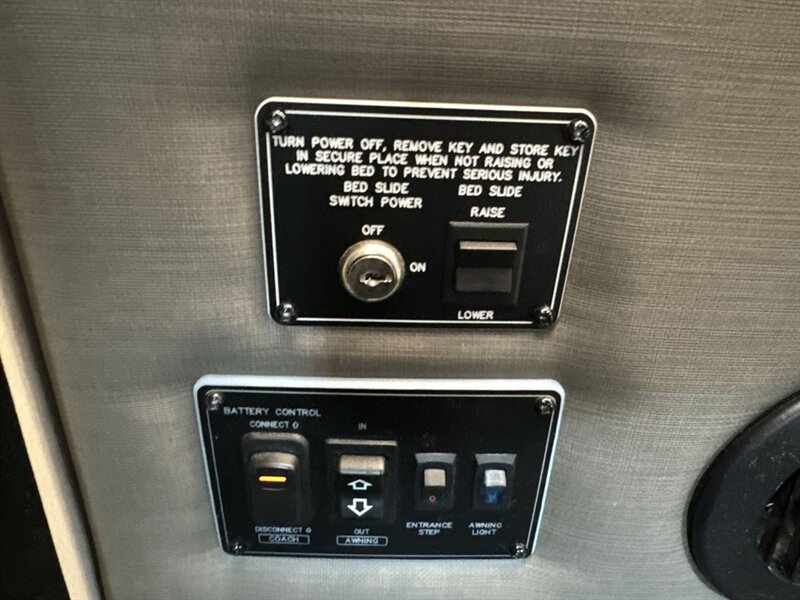 TURN POWER OFF, REMOVE KEY AND STORE KEY
IN SECURE PLACE WHEN NOT RAISING OR
LOWERING BED TO PREVENT SERIOUS INJURY.
BED SLIDE
SWITCH POWER
BED SLIDE
RAISE
OFF
ON
LOWER
BATTERY CONTROL
CONNECT
IN
DISCONNECT
COACH
OUT
AWNING
ENTRANCE
STEP
AWNING
LIGHT